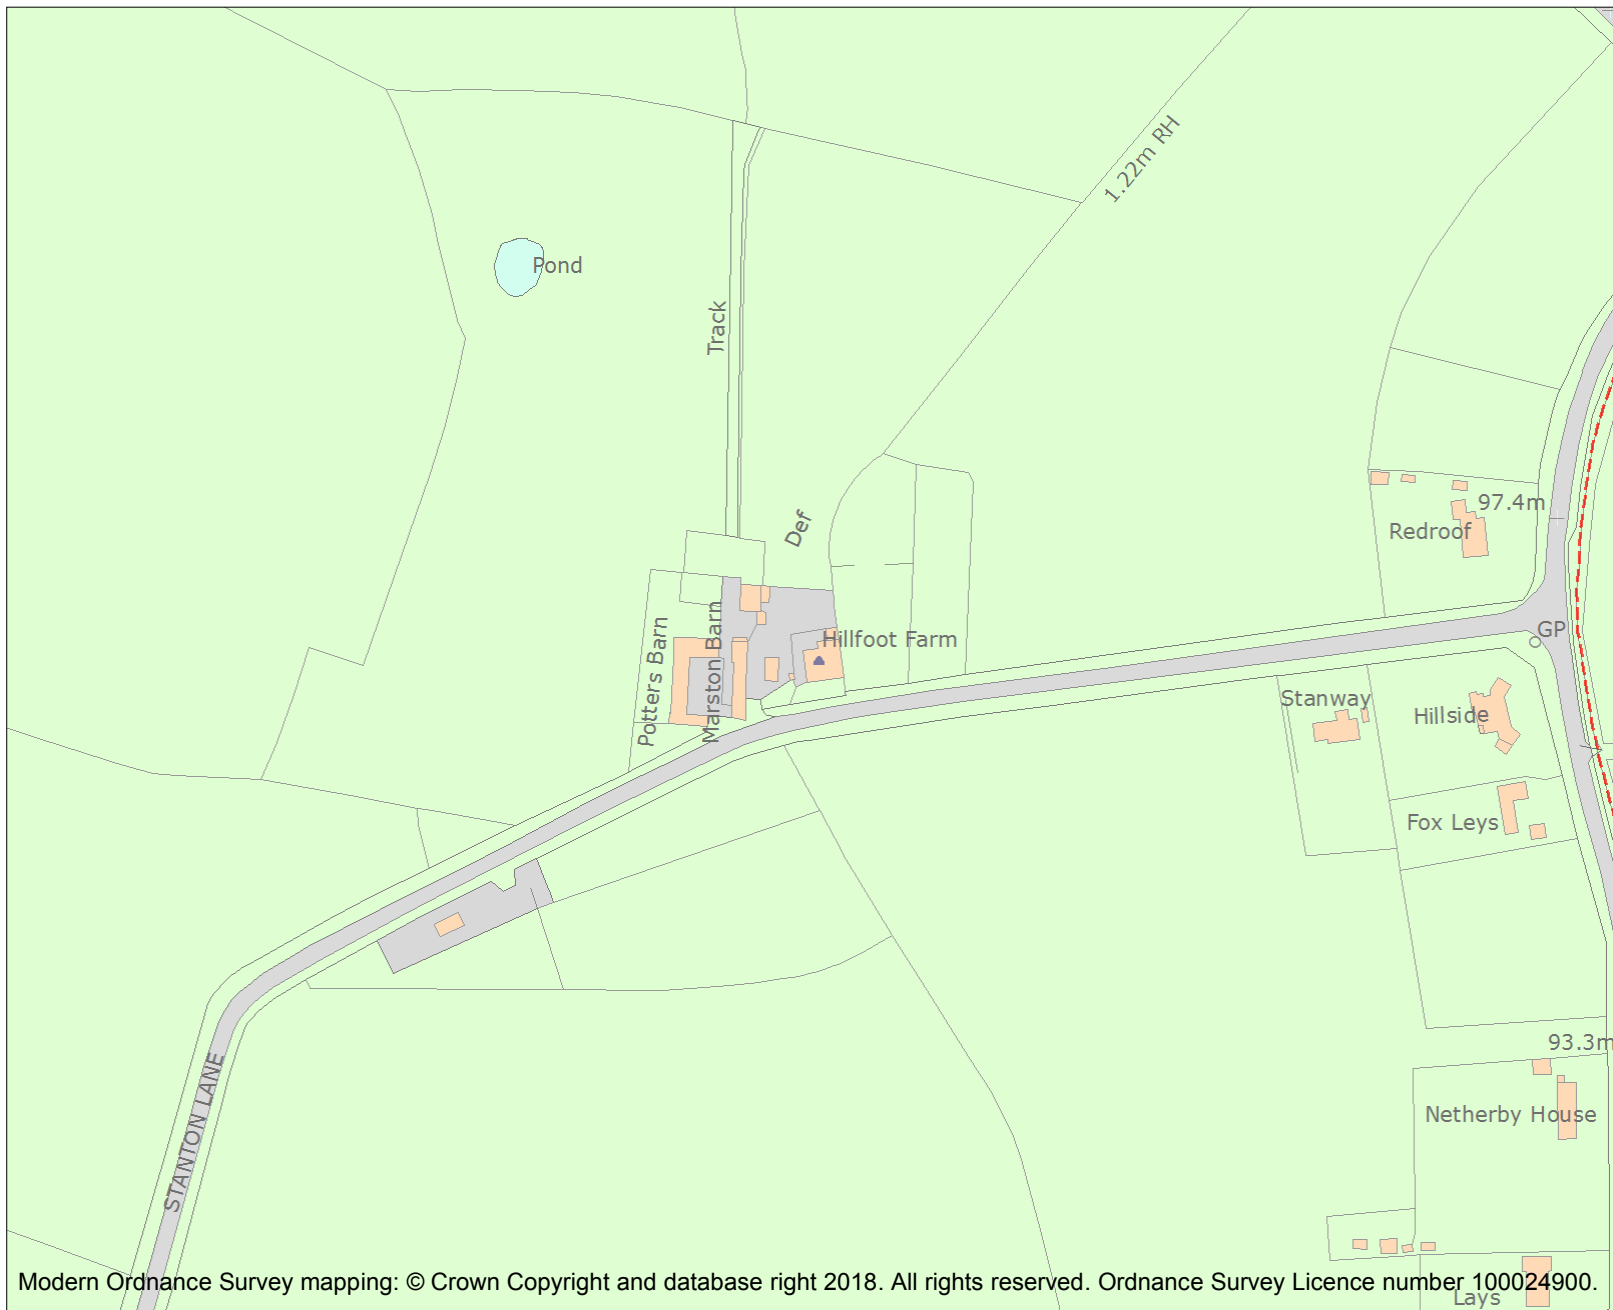 1.22m RH
Pond
Track
97.4m
Redroof
Def
Hillfoot Farm
GP
Potters Barn
Marston Barn
Stanway
Hillside
Fox Leys
93.3m
STANTON LANE
Netherby House
Modern Ordnance Survey mapping: © Crown Copyright and database right 2018. All rights reserved. Ordnance Survey Licence number 100024900.
Lays